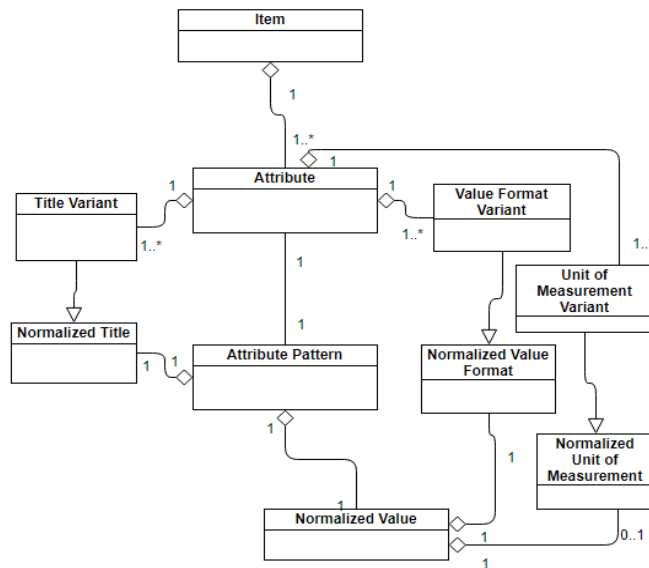 Item
1
1..*
1
Attribute
1
1
Title Variant
1..*
Value Format
Variant
1..*
1
1..
Unit of
Measurement
Variant
Normalized Title
1
1
1
Attribute Pattern
Normalized Value
Format
1
1
Normalized
Unit of
Measurement
1
Normalized Value
1
0..1
1